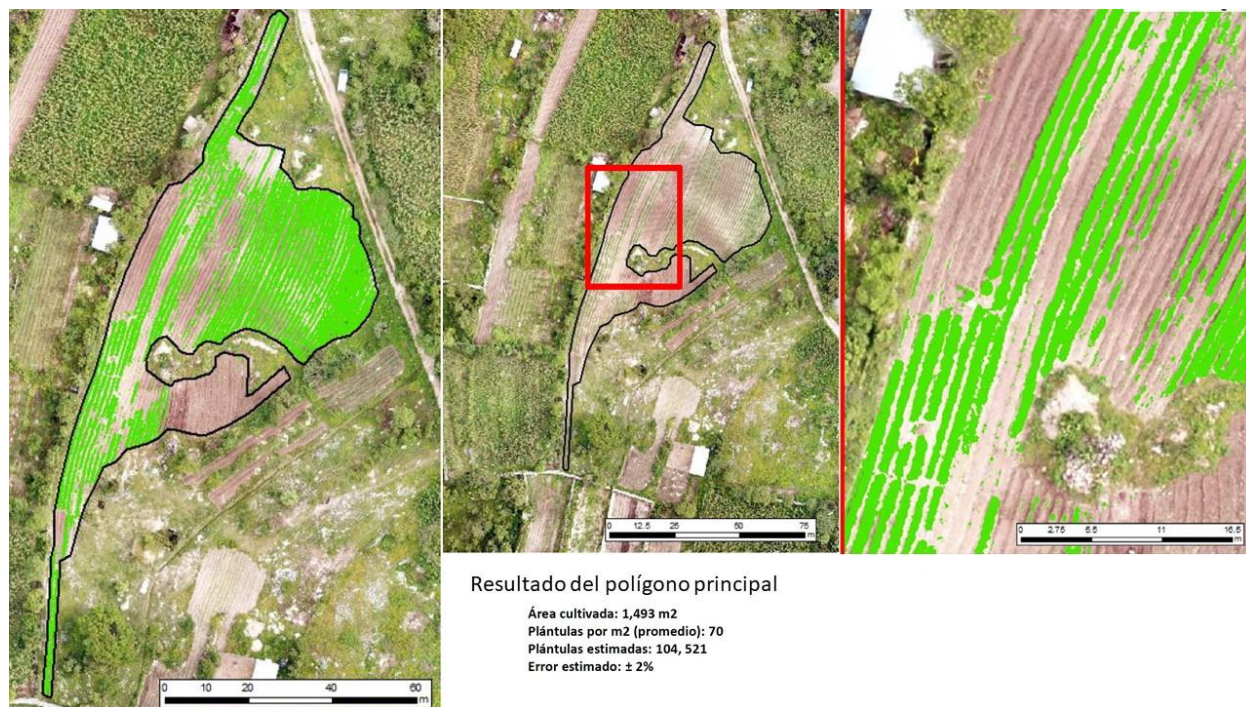 0 10 20 40 60
m
0 12.5 25 50 75
m
0 2.75 5.5 11 16.5
m
Resultado del polígono principal
Área cultivada: 1,493 m2
Plántulas por m2 (promedio): 70
Plántulas estimadas: 104, 521
Error estimado: ± 2%